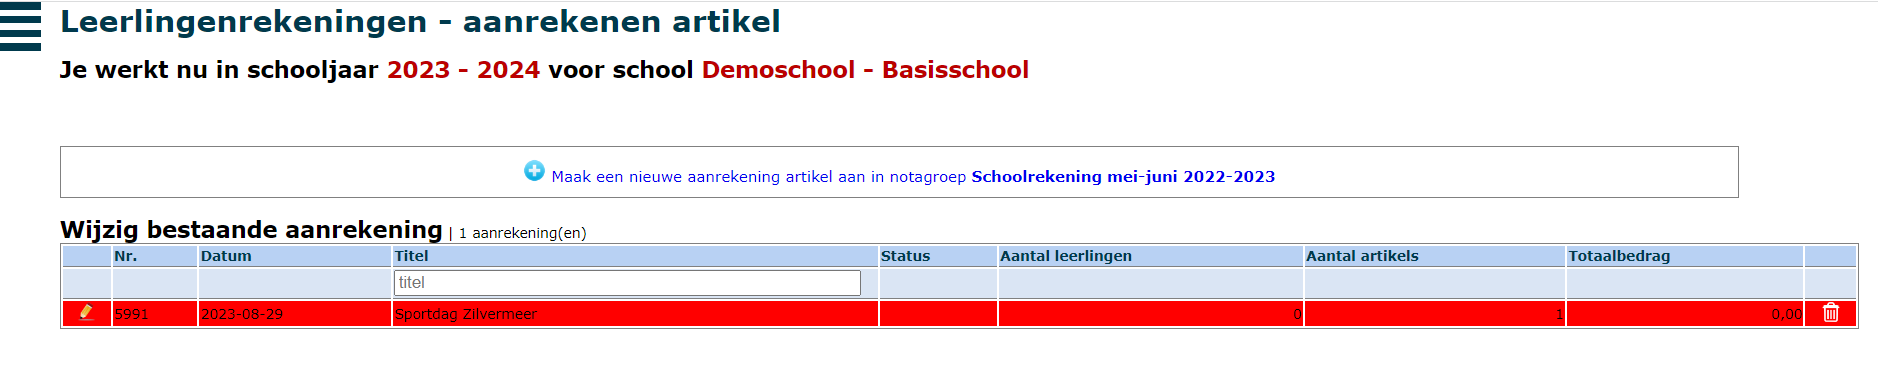 Leerlingenrekeningen - aanrekenen artikel
Je werkt nu in schooljaar 2023 - 2024 voor school Demoschool - Basisschool
Maak een nieuwe aanrekening artikel aan in notagroep Schoolrekening mei-juni 2022-2023
Wijzig bestaande aanrekening | 1 aanrekening(en)
Nr. Datum Titel Status Aantal leerlingen Aantal artikels Totaalbedrag
titel
5991 2023-08-29 Sportdag Zilvermeer 0 1 0,00